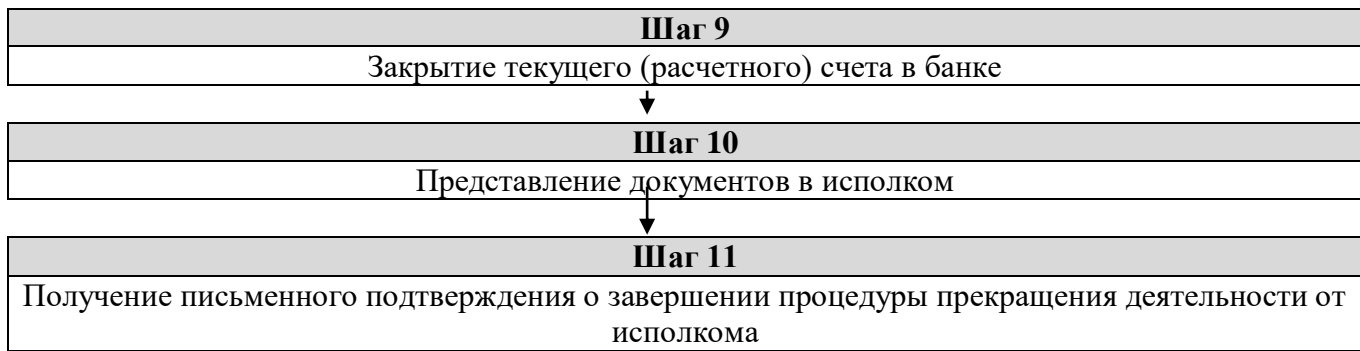 Шаг 9
Закрытие текущего (расчетного) счета в банке
Шаг 10
Представление документов в исполком
Шаг 11
Получение письменного подтверждения о завершении процедуры прекращения деятельности от
исполкома